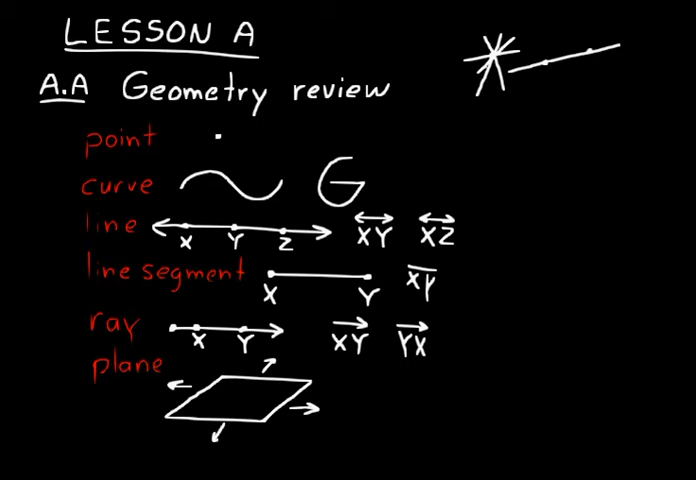 LESSON A
A.A Geometry review
point
curve G
line X Y Z XY XZ
line segment X Y XY
ray X Y XY YX
plane